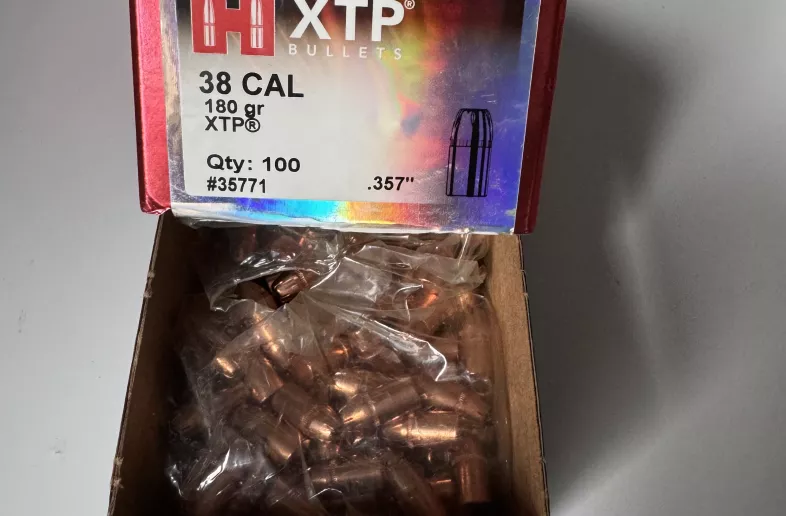 H XTP®
BULLETS
38 CAL
180 gr
XTP®
Qty: 100
#35771 .357"